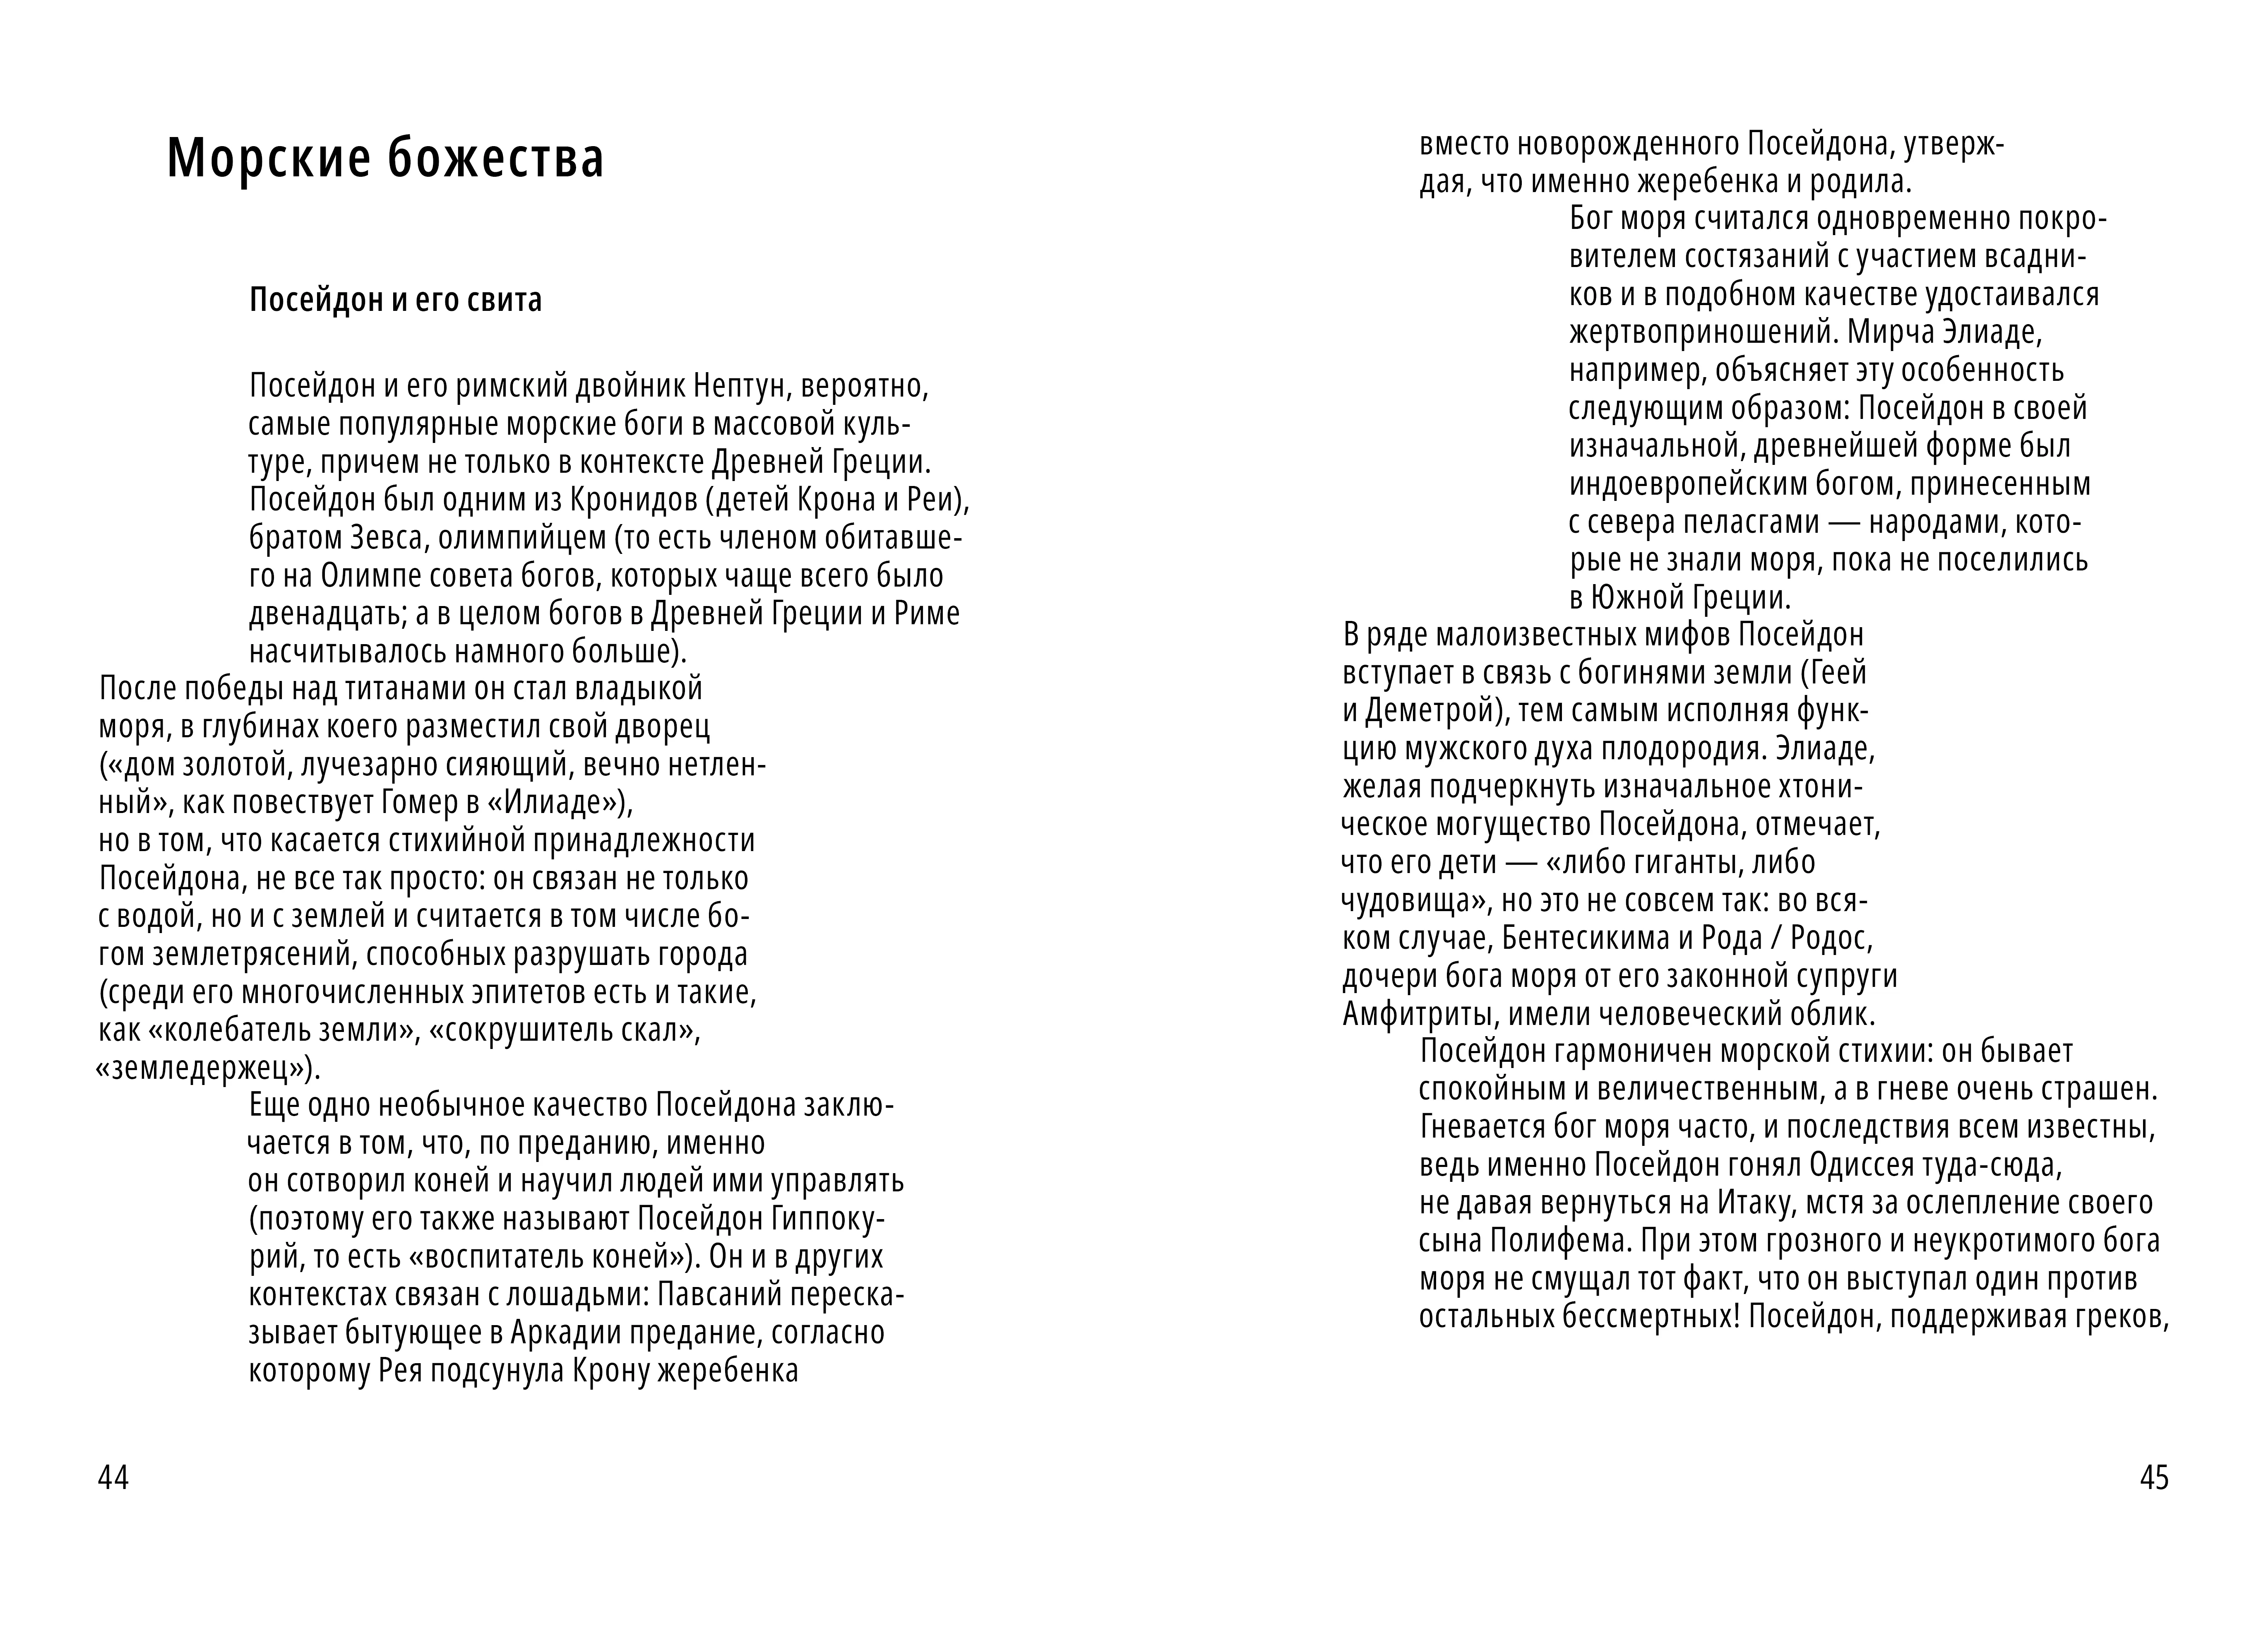 Морские божества
Посейдон и его свита
Посейдон и его римский двойник Нептун, вероятно,
самые популярные морские боги в массовой куль-
туре, причем не только в контексте Древней Греции.
Посейдон был одним из Кронидов (детей Крона и Реи),
братом Зевса, олимпийцем (то есть членом обитавше-
го на Олимпе совета богов, которых чаще всего было
двенадцать; а в целом богов в Древней Греции и Риме
насчитывалось намного больше).
После победы над титанами он стал владыкой
моря, в глубинах коего разместил свой дворец
(«дом золотой, лучезарно сияющий, вечно нетлен-
ный», как повествует Гомер в «Илиаде»),
но в том, что касается стихийной принадлежности
Посейдона, не все так просто: он связан не только
с водой, но и с землей и считается в том числе бо-
гом землетрясений, способных разрушать города
(среди его многочисленных эпитетов есть и такие,
как «колебатель земли», «сокрушитель скал»,
«земледержец»).
Еще одно необычное качество Посейдона заклю-
чается в том, что, по преданию, именно
он сотворил коней и научил людей ими управлять
(поэтому его также называют Посейдон Гиппоку-
рий, то есть «воспитатель коней»). Он и в других
контекстах связан с лошадьми: Павсаний переска-
зывает бытующее в Аркадии предание, согласно
которому Рея подсунула Крону жеребенка
44
вместо новорожденного Посейдона, утверж-
дая, что именно жеребенка и родила.
Бог моря считался одновременно покро-
вителем состязаний с участием всадни-
ков и в подобном качестве удостаивался
жертвоприношений. Мирча Элиаде,
например, объясняет эту особенность
следующим образом: Посейдон в своей
изначальной, древнейшей форме был
индоевропейским богом, принесенным
с севера пеласгами — народами, кото-
рые не знали моря, пока не поселились
в Южной Греции.
В ряде малоизвестных мифов Посейдон
вступает в связь с богинями земли (Геей
и Деметрой), тем самым исполняя функ-
цию мужского духа плодородия. Элиаде,
желая подчеркнуть изначальное хтони-
ческое могущество Посейдона, отмечает,
что его дети — «либо гиганты, либо
чудовища», но это не совсем так: во вся-
ком случае, Бентесикима и Рода / Родос,
дочери бога моря от его законной супруги
Амфитриты, имели человеческий облик.
Посейдон гармоничен морской стихии: он бывает
спокойным и величественным, а в гневе очень страшен.
Гневается бог моря часто, и последствия всем известны,
ведь именно Посейдон гонял Одиссея туда-сюда,
не давая вернуться на Итаку, мстя за ослепление своего
сына Полифема. При этом грозного и неукротимого бога
моря не смущал тот факт, что он выступал один против
остальных бессмертных! Посейдон, поддерживая греков,
45